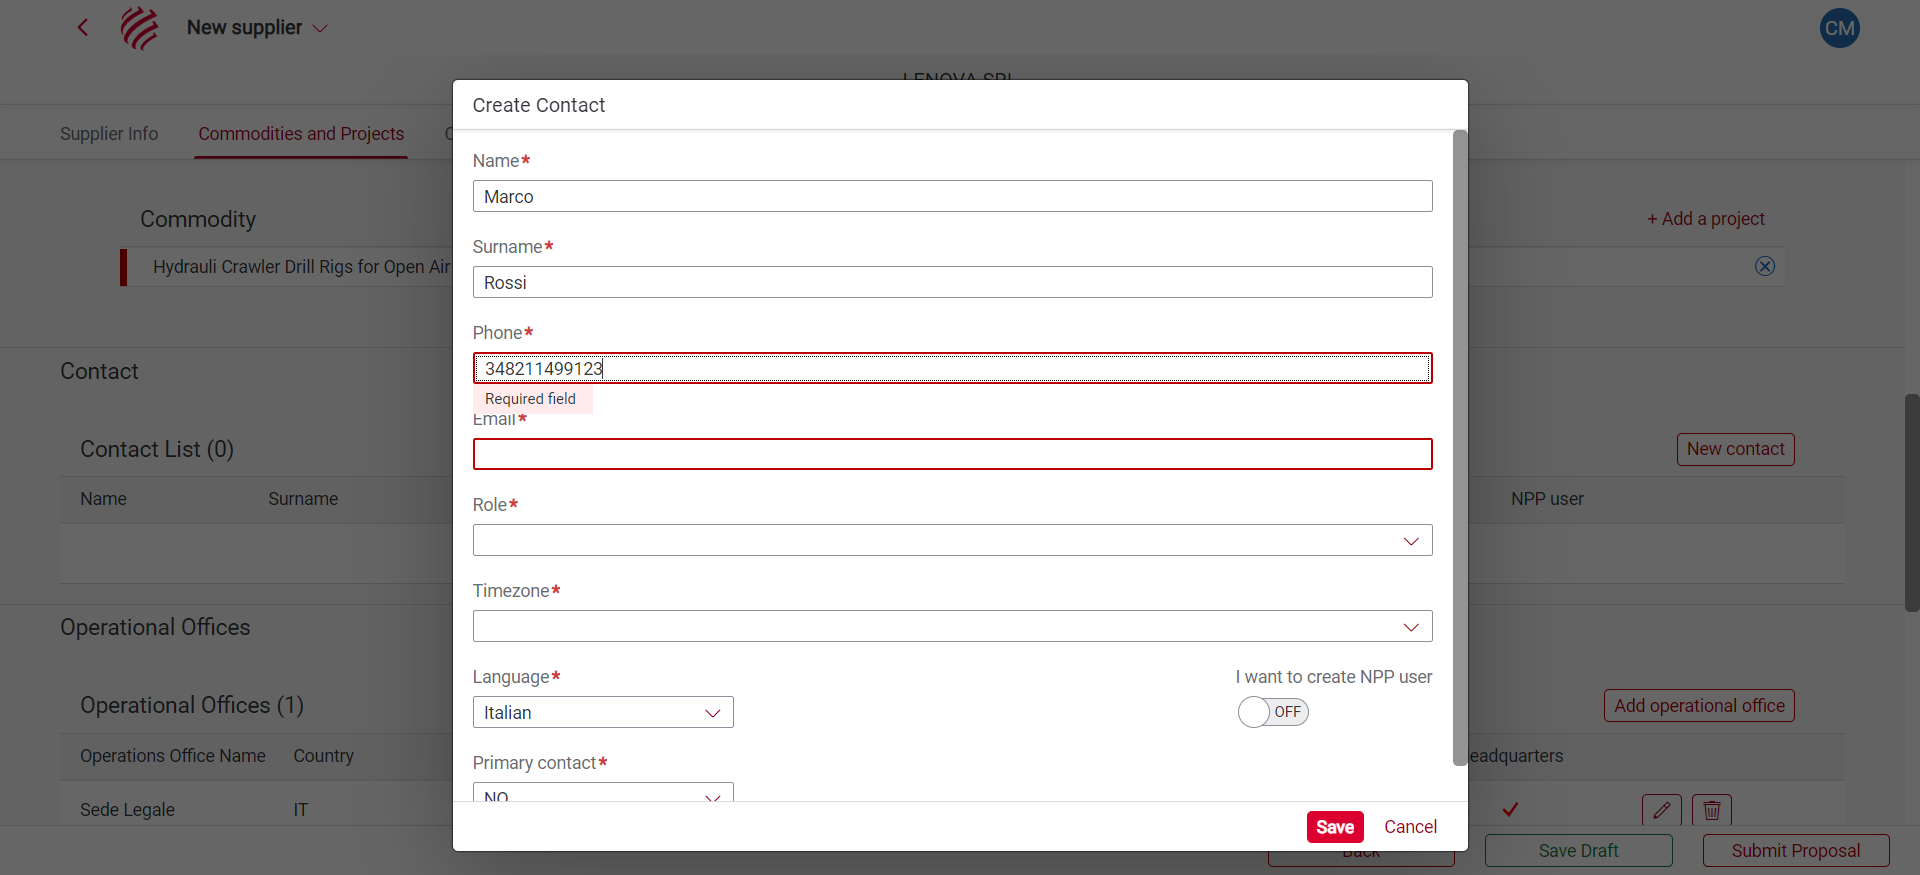 New supplier
CM
LENOVA SRL
Supplier Info
Commodities and Projects
Create Contact
Name*
Marco
Surname*
Rossi
Phone*
348211499123
Required field
Email*
Role*
Timezone*
Language*
Italian
I want to create NPP user
OFF
Primary contact*
NO
Save
Cancel
Commodity
+ Add a project
Hydrauli Crawler Drill Rigs for Open Air
Contact
Contact List (0)
New contact
Name
Surname
NPP user
Operational Offices
Operational Offices (1)
Add operational office
Operations Office Name
Country
eadquarters
Sede Legale
IT
Back
Save Draft
Submit Proposal